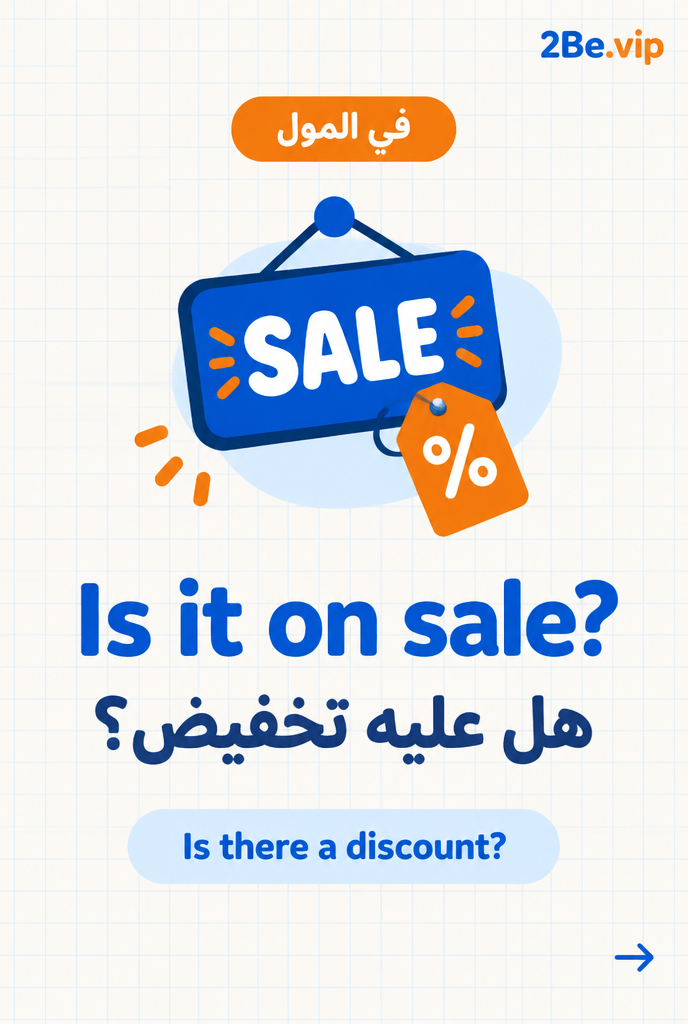 2Be.vip
في المول
SALE
%
Is it on sale?
هل عليه تخفيض؟
Is there a discount?